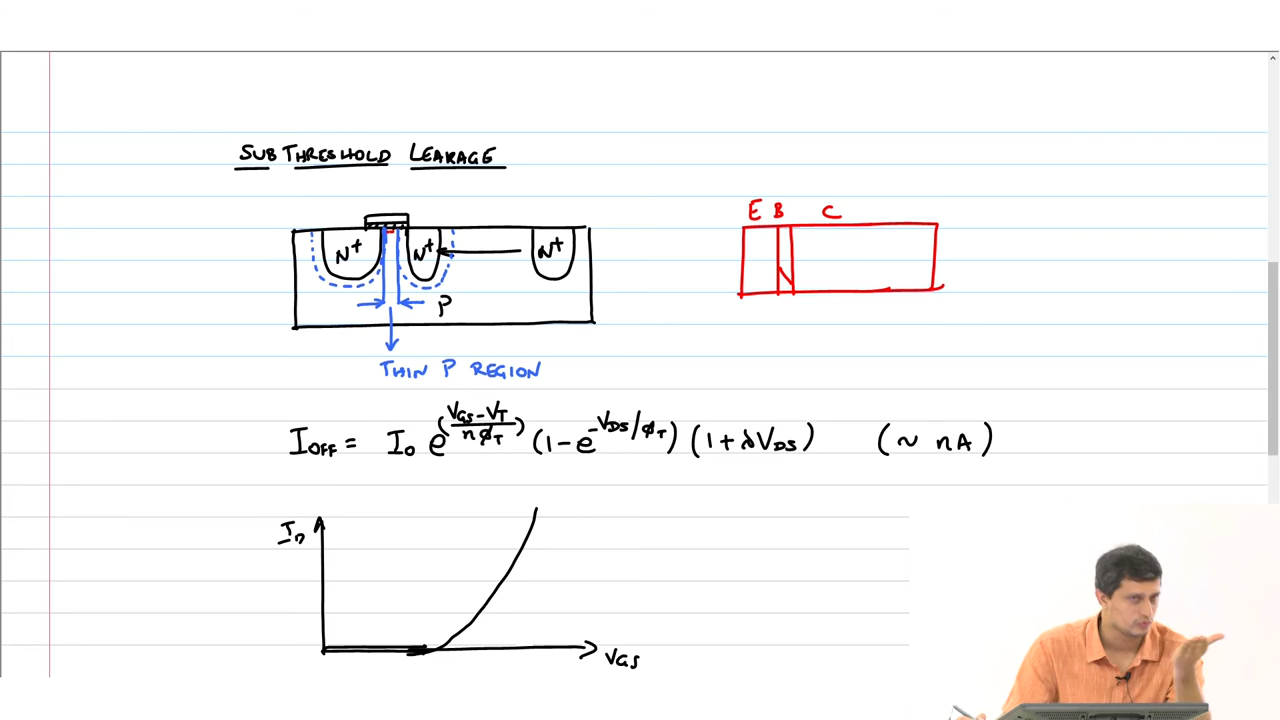 SUBTHRESHOLD LEAKAGE
E B C
N+ N+ N+
P
THIN P REGION
I_OFF = I_0 e^((V_GS-V_T)/(nφ_T)) (1-e^(-V_DS/φ_T)) (1+λV_DS) (~ nA)
I_D
V_GS